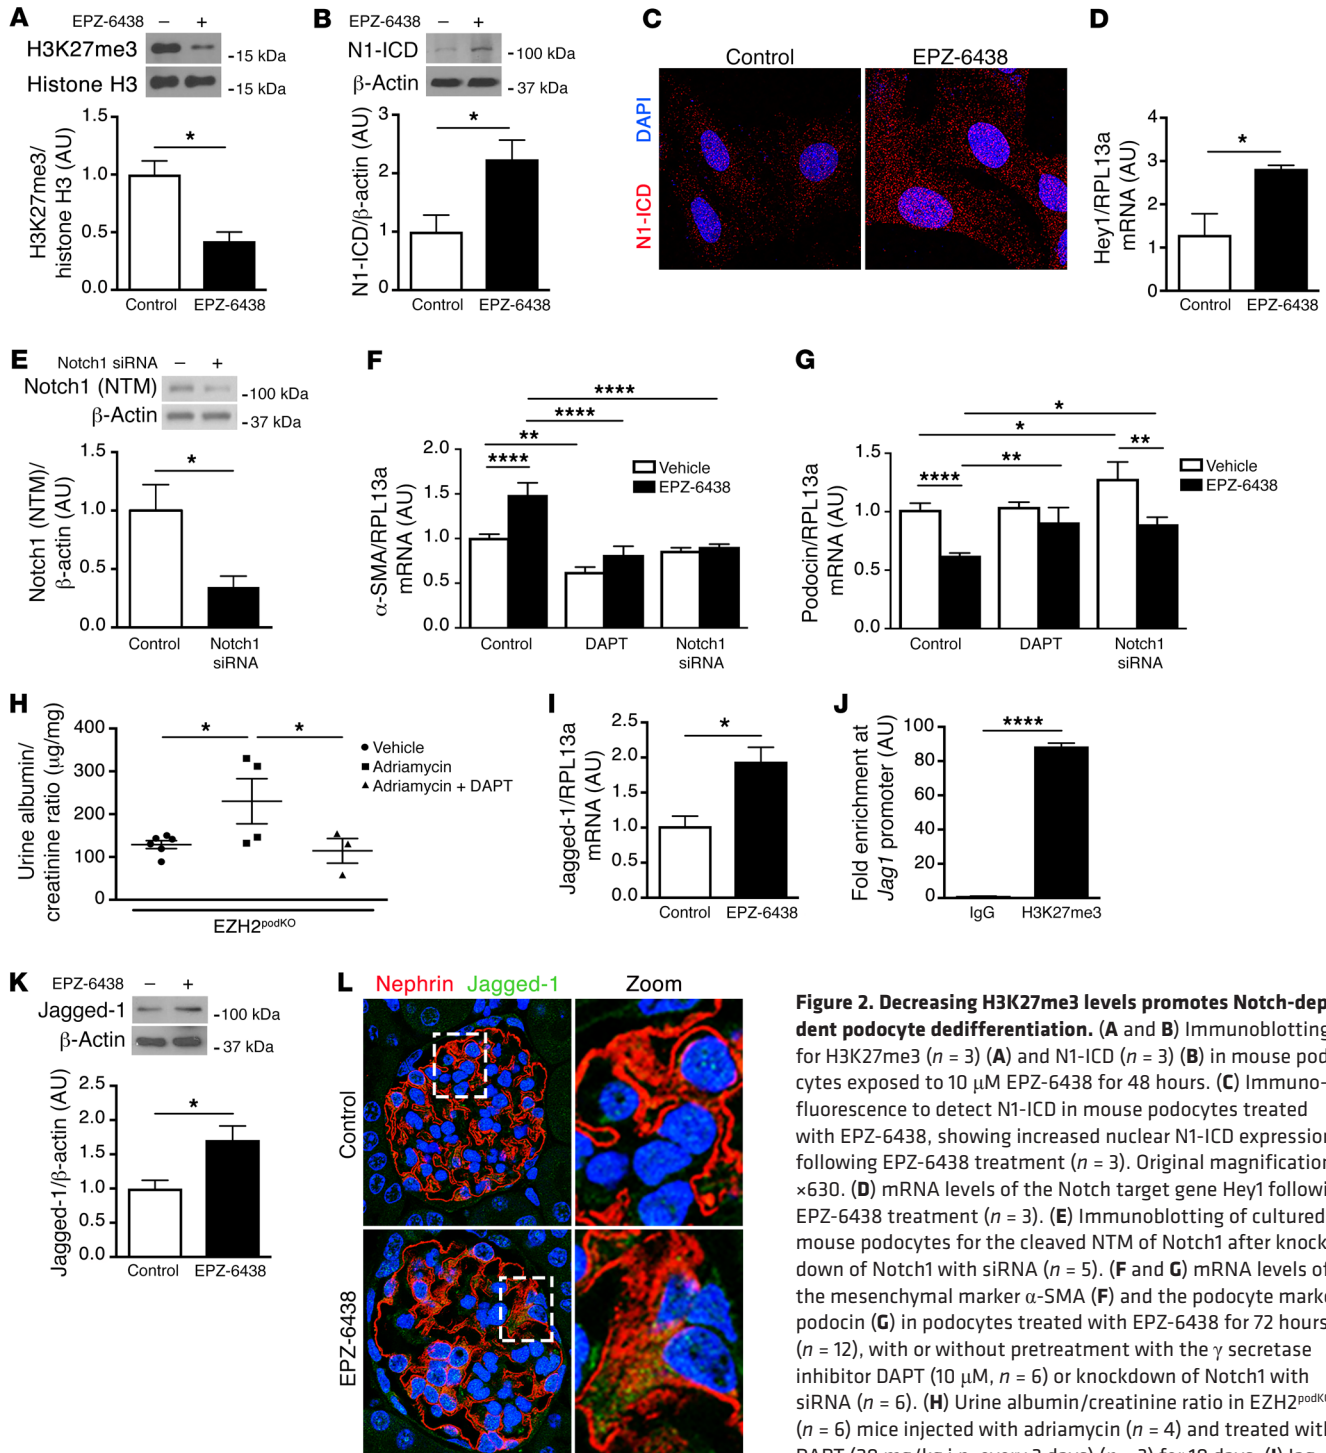 A
EPZ-6438 – +
H3K27me3
-15 kDa
Histone H3
-15 kDa
H3K27me3/
histone H3 (AU)
1.5
1.0
0.5
0.0
*
Control EPZ-6438
B
EPZ-6438 – +
N1-ICD
-100 kDa
β-Actin
-37 kDa
N1-ICD/β-actin (AU)
3
2
1
0
*
Control EPZ-6438
C
Control EPZ-6438
N1-ICD DAPI
D
Hey1/RPL13a
mRNA (AU)
4
3
2
1
0
*
Control EPZ-6438
E
Notch1 siRNA – +
Notch1 (NTM)
-100 kDa
β-Actin
-37 kDa
Notch1 (NTM)/
β-actin (AU)
1.5
1.0
0.5
0.0
*
Control Notch1
siRNA
F
α-SMA/RPL13a
mRNA (AU)
2.0
1.5
1.0
0.5
0.0
****
****
**
****
Vehicle
EPZ-6438
Control DAPT Notch1
siRNA
G
Podocin/RPL13a
mRNA (AU)
1.5
1.0
0.5
0.0
*
*
**
**
****
Vehicle
EPZ-6438
Control DAPT Notch1
siRNA
H
Urine albumin/
creatinine ratio (μg/mg)
400
300
200
100
0
* *
Vehicle
Adriamycin
Adriamycin + DAPT
EZH2podKO
I
Jagged-1/RPL13a
mRNA (AU)
2.5
2.0
1.5
1.0
0.5
0.0
*
Control EPZ-6438
J
Fold enrichment at
Jag1 promoter (AU)
100
80
60
40
20
0
****
IgG H3K27me3
K
EPZ-6438 – +
Jagged-1
-100 kDa
β-Actin
-37 kDa
Jagged-1/β-actin (AU)
2.5
2.0
1.5
1.0
0.5
0.0
*
Control EPZ-6438
L
Nephrin Jagged-1 Zoom
Control
EPZ-6438
Figure 2. Decreasing H3K27me3 levels promotes Notch-dep
dent podocyte dedifferentiation. (A and B) Immunoblotting
for H3K27me3 (n = 3) (A) and N1-ICD (n = 3) (B) in mouse pod
cytes exposed to 10 μM EPZ-6438 for 48 hours. (C) Immuno-
fluorescence to detect N1-ICD in mouse podocytes treated
with EPZ-6438, showing increased nuclear N1-ICD expression
following EPZ-6438 treatment (n = 3). Original magnification
×630. (D) mRNA levels of the Notch target gene Hey1 followi
EPZ-6438 treatment (n = 3). (E) Immunoblotting of cultured
mouse podocytes for the cleaved NTM of Notch1 after knock
down of Notch1 with siRNA (n = 5). (F and G) mRNA levels of
the mesenchymal marker α-SMA (F) and the podocyte marke
podocin (G) in podocytes treated with EPZ-6438 for 72 hours
(n = 12), with or without pretreatment with the γ secretase
inhibitor DAPT (10 μM, n = 6) or knockdown of Notch1 with
siRNA (n = 6). (H) Urine albumin/creatinine ratio in EZH2podKO
(n = 6) mice injected with adriamycin (n = 4) and treated with